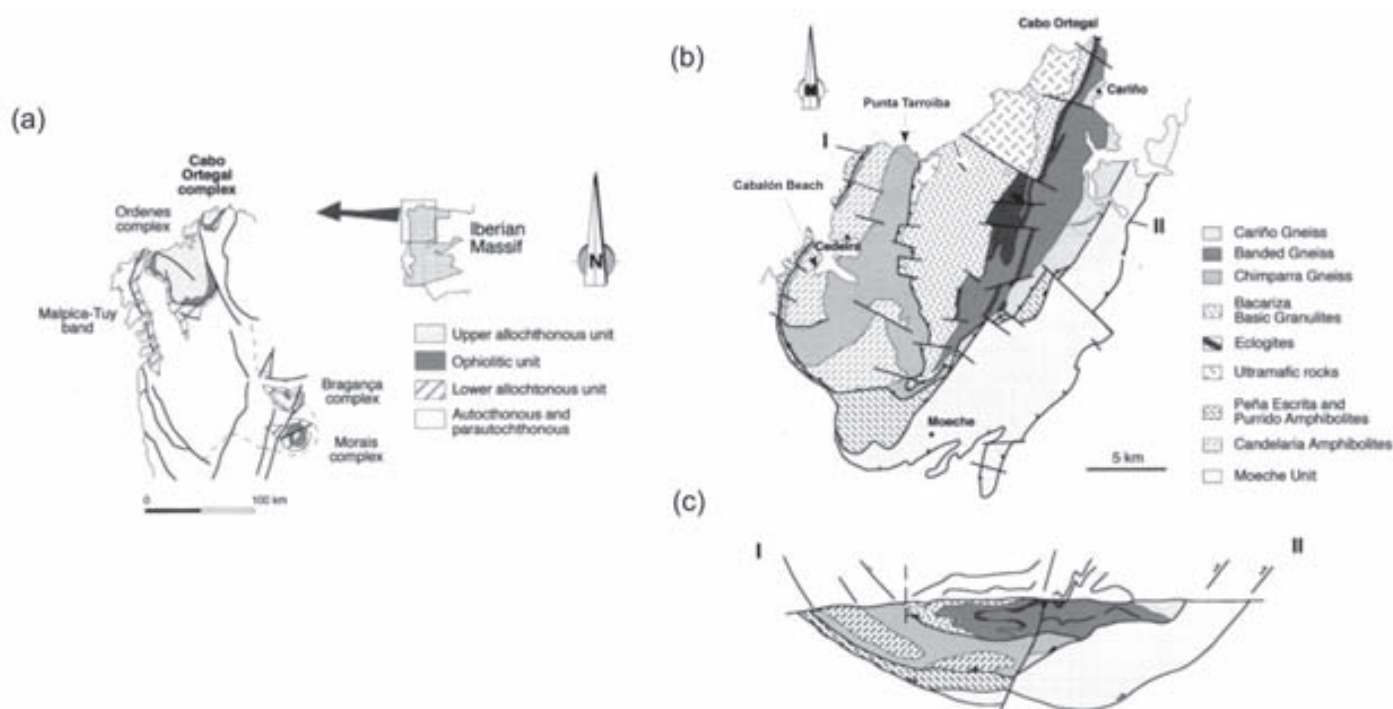 (a)
Cabo
Ortegal
complex
Ordenes
complex
Malpica-Tuy
band
Iberian
Massif
N
Upper allochthonous unit
Ophiolitic unit
Lower allochtonous unit
Autocthonous and
parautochthonous
Bragança
complex
Morais
complex
0
100 km
(b)
Cabo Ortegal
N
Punta Tarroiba
Cariño
I
Cabalón Beach
Cedeira
II
Moeche
5 km
Cariño Gneiss
Banded Gneiss
Chimparra Gneiss
Bacariza
Basic Granulites
Eclogites
Ultramafic rocks
Peña Escrita and
Purrido Amphibolites
Candelaria Amphibolites
Moeche Unit
(c)
I
II